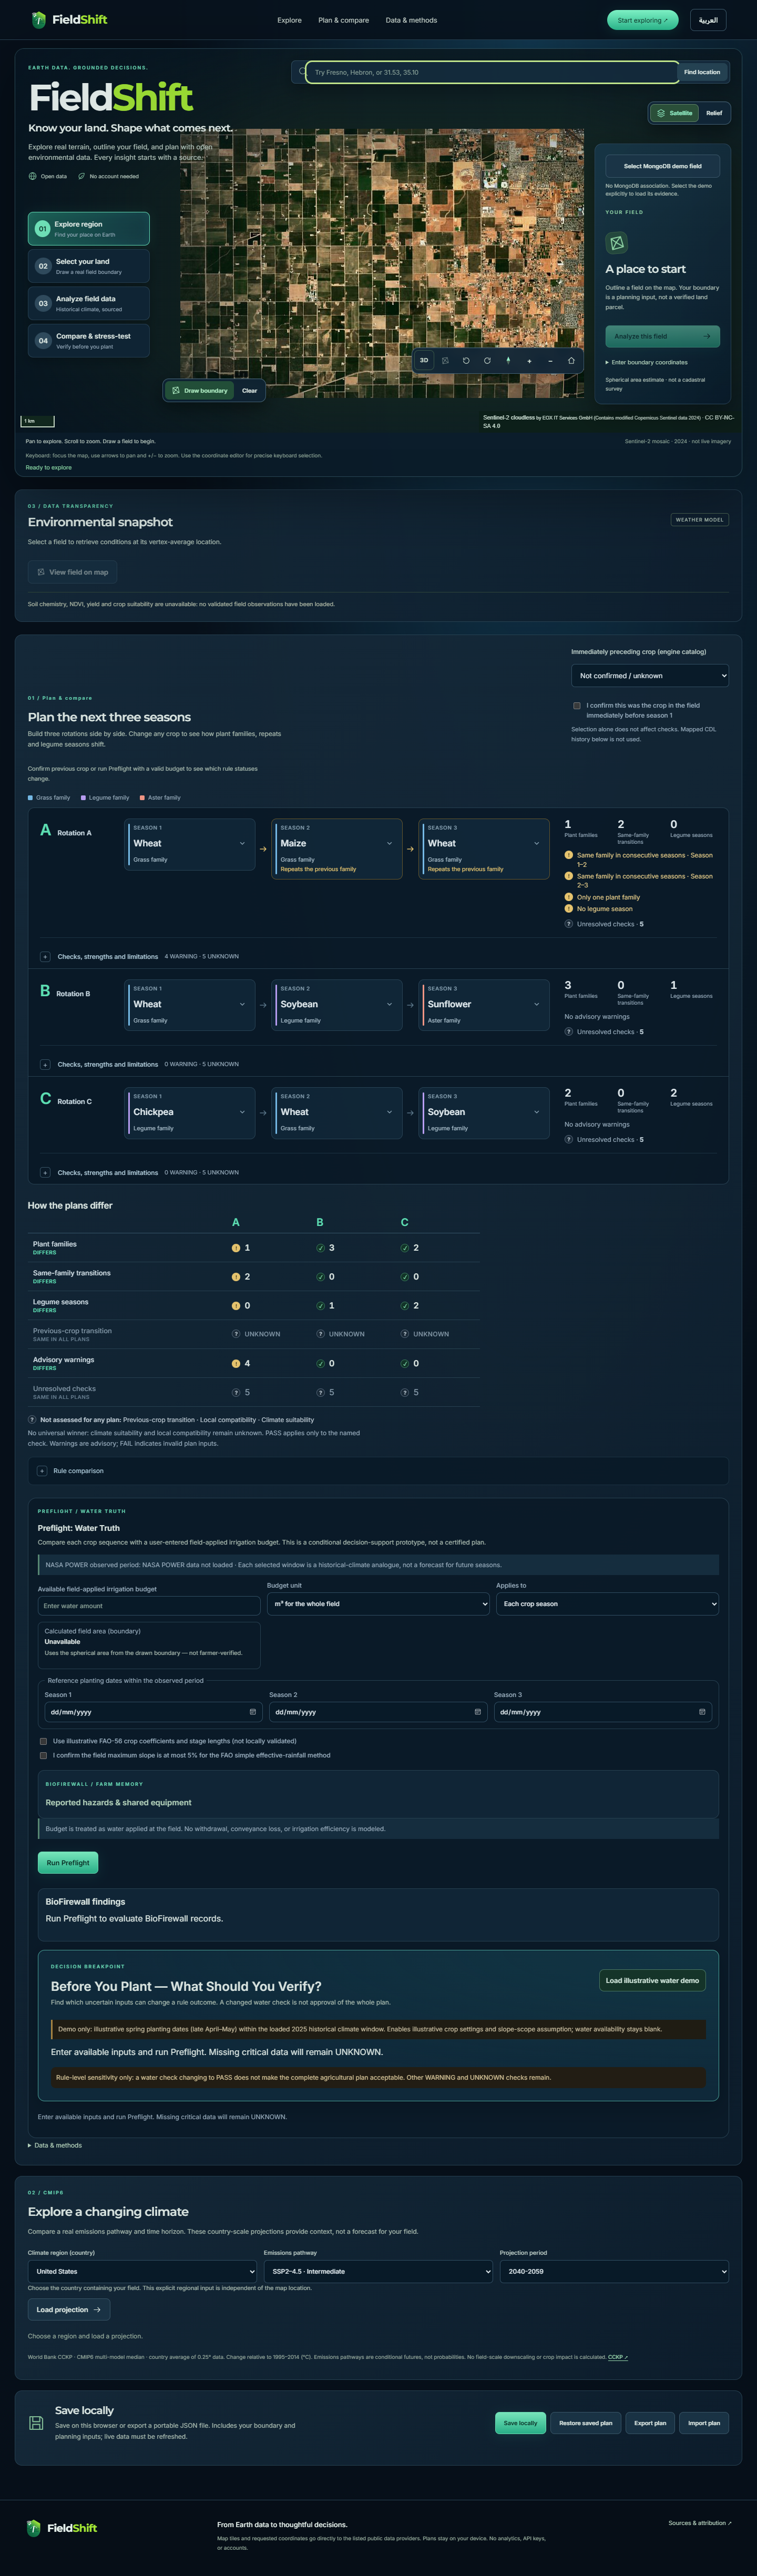 FieldShift
Explore
Plan & compare
Data & methods
Start exploring ↗
العربية
EARTH DATA. GROUNDED DECISIONS.
FieldShift
Know your land. Shape what comes next.
Explore real terrain, outline your field, and plan with open
environmental data. Every insight starts with a source.
Open data
No account needed
Try Fresno, Hebron, or 31.53, 35.10
Find location
Satellite
Relief
01
Explore region
Find your place on Earth
02
Select your land
Draw a real field boundary
03
Analyze field data
Historical climate, sourced
04
Compare & stress-test
Verify before you plant
Select MongoDB demo field
No MongoDB association. Select the demo
explicitly to load its evidence.
YOUR FIELD
A place to start
Outline a field on the map. Your boundary
is a planning input, not a verified land
parcel.
Analyze this field →
▸ Enter boundary coordinates
Spherical area estimate · not a cadastral
survey
3D
+
−
Draw boundary
Clear
1 km
Sentinel-2 cloudless by EOX IT Services GmbH (Contains modified Copernicus Sentinel data 2024) · CC BY-NC-
SA 4.0
Pan to explore. Scroll to zoom. Draw a field to begin.
Sentinel-2 mosaic · 2024 · not live imagery
Keyboard: focus the map, use arrows to pan and +/− to zoom. Use the coordinate editor for precise keyboard selection.
Ready to explore
03 / DATA TRANSPARENCY
Environmental snapshot
WEATHER MODEL
Select a field to retrieve conditions at its vertex-average location.
View field on map
Soil chemistry, NDVI, yield and crop suitability are unavailable: no validated field observations have been loaded.
Immediately preceding crop (engine catalog)
Not confirmed / unknown
I confirm this was the crop in the field
immediately before season 1
Selection alone does not affect checks. Mapped CDL
history below is not used.
01 / Plan & compare
Plan the next three seasons
Build three rotations side by side. Change any crop to see how plant families, repeats
and legume seasons shift.
Confirm previous crop or run Preflight with a valid budget to see which rule statuses
change.
Grass family
Legume family
Aster family
A
Rotation A
SEASON 1
Wheat
Grass family
→
SEASON 2
Maize
Grass family
Repeats the previous family
→
SEASON 3
Wheat
Grass family
Repeats the previous family
1
Plant families
2
Same-family
transitions
0
Legume seasons
! Same family in consecutive seasons · Season
1–2
! Same family in consecutive seasons · Season
2–3
! Only one plant family
! No legume season
? Unresolved checks · 5
+ Checks, strengths and limitations 4 WARNING · 5 UNKNOWN
B
Rotation B
SEASON 1
Wheat
Grass family
→
SEASON 2
Soybean
Legume family
→
SEASON 3
Sunflower
Aster family
3
Plant families
0
Same-family
transitions
1
Legume seasons
No advisory warnings
? Unresolved checks · 5
+ Checks, strengths and limitations 0 WARNING · 5 UNKNOWN
C
Rotation C
SEASON 1
Chickpea
Legume family
→
SEASON 2
Wheat
Grass family
→
SEASON 3
Soybean
Legume family
2
Plant families
0
Same-family
transitions
2
Legume seasons
No advisory warnings
? Unresolved checks · 5
+ Checks, strengths and limitations 0 WARNING · 5 UNKNOWN
How the plans differ
A B C
Plant families
DIFFERS
! 1 ✓ 3 ✓ 2
Same-family transitions
DIFFERS
! 2 ✓ 0 ✓ 0
Legume seasons
DIFFERS
! 0 ✓ 1 ✓ 2
Previous-crop transition
SAME IN ALL PLANS
? UNKNOWN ? UNKNOWN ? UNKNOWN
Advisory warnings
DIFFERS
! 4 ✓ 0 ✓ 0
Unresolved checks
SAME IN ALL PLANS
? 5 ? 5 ? 5
? Not assessed for any plan: Previous-crop transition · Local compatibility · Climate suitability
No universal winner: climate suitability and local compatibility remain unknown. PASS applies only to the named
check. Warnings are advisory; FAIL indicates invalid plan inputs.
+ Rule comparison
PREFLIGHT / WATER TRUTH
Preflight: Water Truth
Compare each crop sequence with a user-entered field-applied irrigation budget. This is a conditional decision-support prototype, not a certified plan.
NASA POWER observed period: NASA POWER data not loaded · Each selected window is a historical-climate analogue, not a forecast for future seasons.
Available field-applied irrigation budget
Enter water amount
Budget unit
m³ for the whole field
Applies to
Each crop season
Calculated field area (boundary)
Unavailable
Uses the spherical area from the drawn boundary — not farmer-verified.
Reference planting dates within the observed period
Season 1
dd/mm/yyyy
Season 2
dd/mm/yyyy
Season 3
dd/mm/yyyy
Use illustrative FAO-56 crop coefficients and stage lengths (not locally validated)
I confirm the field maximum slope is at most 5% for the FAO simple effective-rainfall method
BIOFIREWALL / FARM MEMORY
Reported hazards & shared equipment
Budget is treated as water applied at the field. No withdrawal, conveyance loss, or irrigation efficiency is modeled.
Run Preflight
BioFirewall findings
Run Preflight to evaluate BioFirewall records.
DECISION BREAKPOINT
Before You Plant — What Should You Verify?
Load illustrative water demo
Find which uncertain inputs can change a rule outcome. A changed water check is not approval of the whole plan.
Demo only: illustrative spring planting dates (late April–May) within the loaded 2025 historical climate window. Enables illustrative crop settings and slope-scope assumption; water availability stays blank.
Enter available inputs and run Preflight. Missing critical data will remain UNKNOWN.
Rule-level sensitivity only: a water check changing to PASS does not make the complete agricultural plan acceptable. Other WARNING and UNKNOWN checks remain.
Enter available inputs and run Preflight. Missing critical data will remain UNKNOWN.
▸ Data & methods
02 / CMIP6
Explore a changing climate
Compare a real emissions pathway and time horizon. These country-scale projections provide context, not a forecast for your field.
Climate region (country)
United States
Emissions pathway
SSP2-4.5 · Intermediate
Projection period
2040-2059
Choose the country containing your field. This explicit regional input is independent of the map location.
Load projection →
Choose a region and load a projection.
World Bank CCKP · CMIP6 multi-model median · country average of 0.25° data. Change relative to 1995–2014 (°C). Emissions pathways are conditional futures, not probabilities. No field-scale downscaling or crop impact is calculated. CCKP ↗
Save locally
Save on this browser or export a portable JSON file. Includes your boundary and
planning inputs; live data must be refreshed.
Save locally
Restore saved plan
Export plan
Import plan
FieldShift
From Earth data to thoughtful decisions.
Map tiles and requested coordinates go directly to the listed public data providers. Plans stay on your device. No analytics, API keys,
or accounts.
Sources & attribution ↗